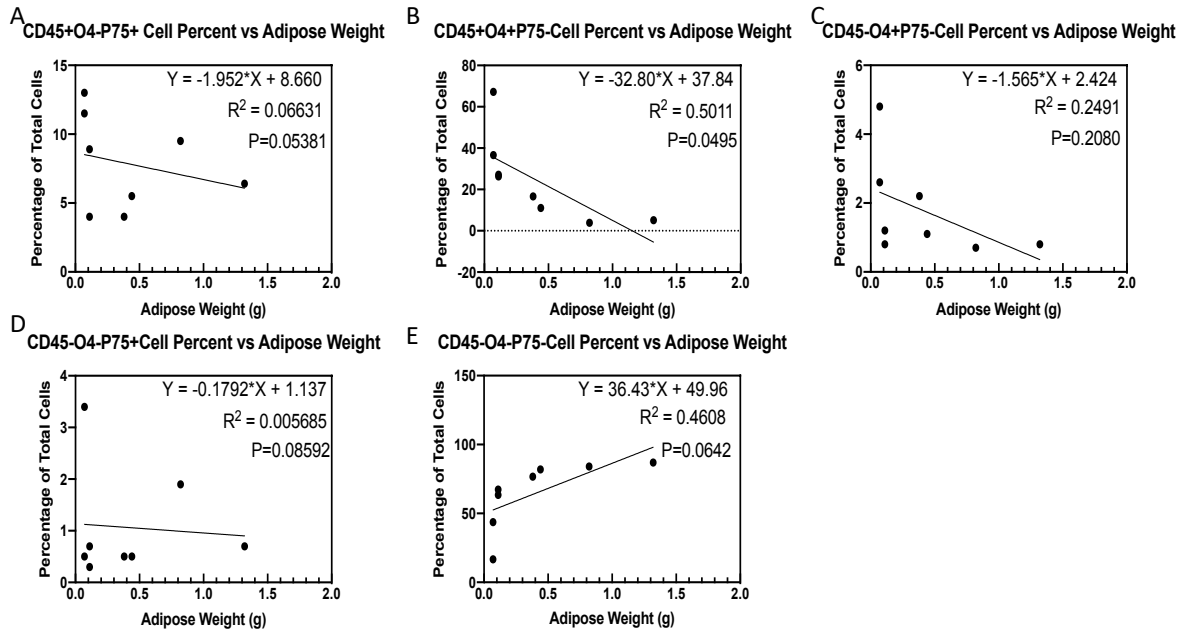 A
CD45+O4-P75+ Cell Percent vs Adipose Weight
Y = -1.952*X + 8.660
R2 = 0.06631
P=0.05381
Percentage of Total Cells
15
10
5
0
0.0 0.5 1.0 1.5 2.0
Adipose Weight (g)
B
CD45+O4+P75-Cell Percent vs Adipose Weight
Y = -32.80*X + 37.84
R2 = 0.5011
P=0.0495
Percentage of Total Cells
80
60
40
20
0
-20
0.0 0.5 1.0 1.5 2.0
Adipose Weight (g)
C
CD45-O4+P75-Cell Percent vs Adipose Weight
Y = -1.565*X + 2.424
R2 = 0.2491
P=0.2080
Percentage of Total Cells
6
4
2
0
0.0 0.5 1.0 1.5 2.0
Adipose Weight (g)
D
CD45-O4-P75+Cell Percent vs Adipose Weight
Y = -0.1792*X + 1.137
R2 = 0.005685
P=0.08592
Percentage of Total Cells
4
3
2
1
0
0.0 0.5 1.0 1.5 2.0
Adipose Weight (g)
E
CD45-O4-P75-Cell Percent vs Adipose Weight
Y = 36.43*X + 49.96
R2 = 0.4608
P=0.0642
Percentage of Total Cells
150
100
50
0
0.0 0.5 1.0 1.5 2.0
Adipose Weight (g)